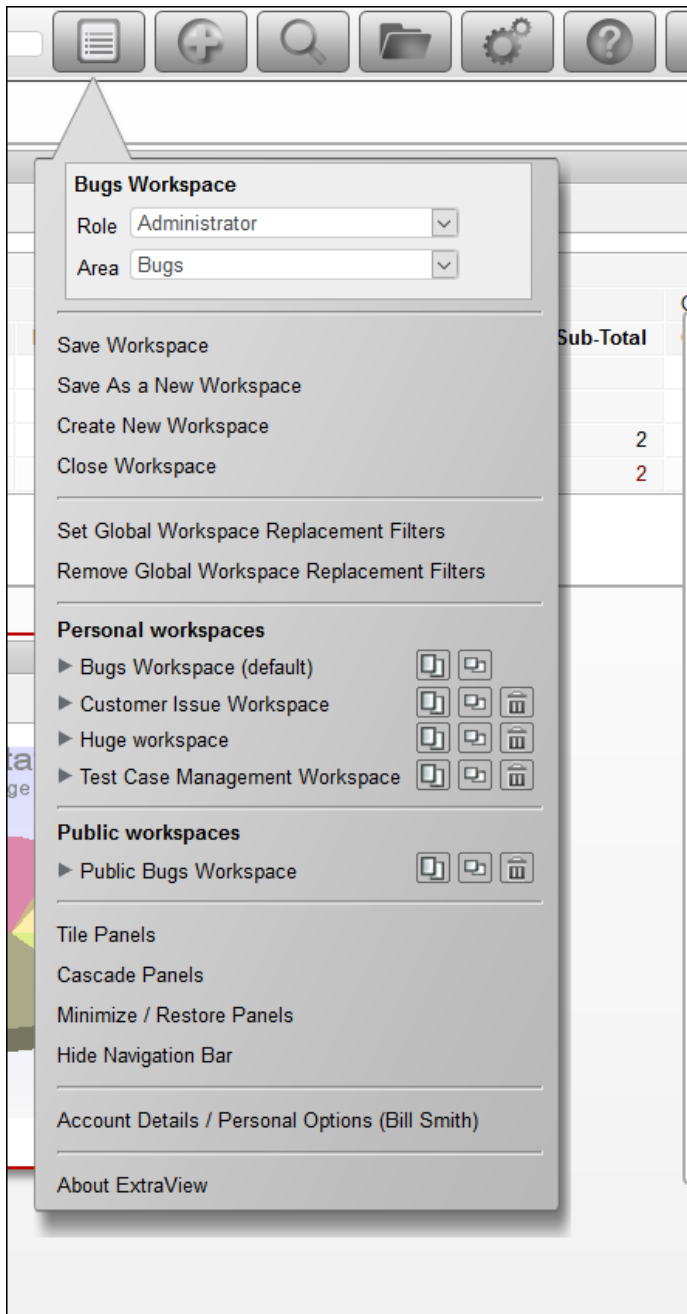 Bugs Workspace
Role Administrator
Area Bugs
Save Workspace
Sub-Total
Save As a New Workspace
Create New Workspace
2
Close Workspace
2
Set Global Workspace Replacement Filters
Remove Global Workspace Replacement Filters
Personal workspaces
Bugs Workspace (default)
Customer Issue Workspace
Huge workspace
Test Case Management Workspace
Public workspaces
Public Bugs Workspace
Tile Panels
Cascade Panels
Minimize / Restore Panels
Hide Navigation Bar
Account Details / Personal Options (Bill Smith)
About ExtraView